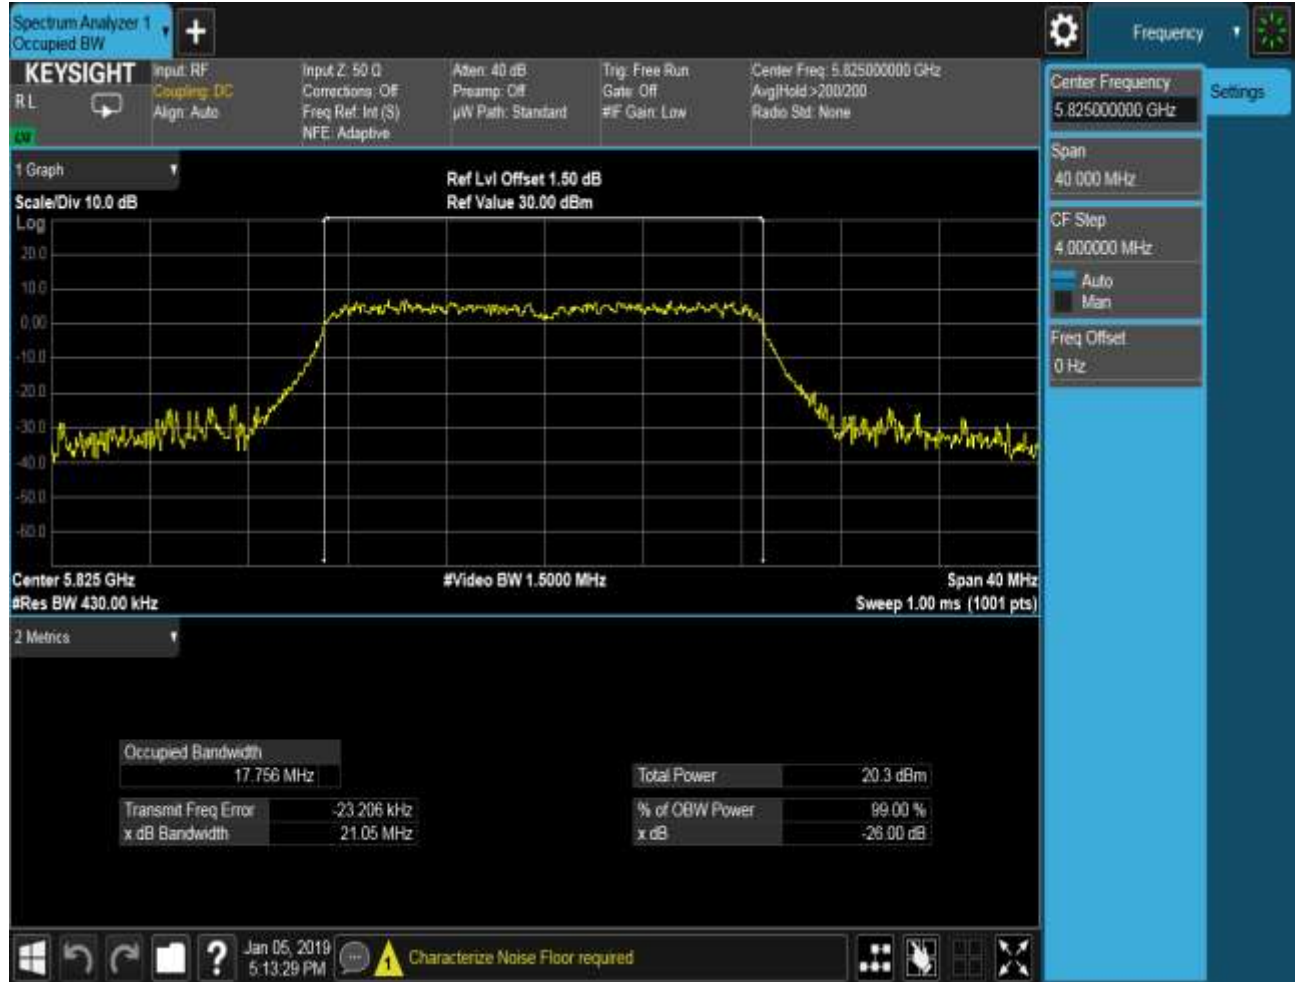 Spectrum Analyzer 1
Occupied BW
Frequency
KEYSIGHT
RL
Input: RF
Coupling: DC
Align: Auto
Input Z: 50 Ω
Corrections: Off
Freq Ref: Int (S)
NFE: Adaptive
Atten: 40 dB
Preamp: Off
µW Path: Standard
Trig: Free Run
Gate: Off
#IF Gain: Low
Center Freq: 5.825000000 GHz
Avg|Hold:>200/200
Radio Std: None
Center Frequency
5.825000000 GHz
Settings
Span
40.000 MHz
CF Step
4.000000 MHz
Auto
Man
Freq Offset
0 Hz
1 Graph
Scale/Div 10.0 dB
Ref Lvl Offset 1.50 dB
Ref Value 30.00 dBm
Log
20.0
10.0
0.00
-10.0
-20.0
-30.0
-40.0
-50.0
-60.0
Center 5.825 GHz
#Res BW 430.00 kHz
#Video BW 1.5000 MHz
Span 40 MHz
Sweep 1.00 ms (1001 pts)
2 Metrics
Occupied Bandwidth
17.756 MHz
Transmit Freq Error -23.206 kHz
x dB Bandwidth 21.05 MHz
Total Power 20.3 dBm
% of OBW Power 99.00 %
x dB -26.00 dB
?
Jan 05, 2019
5:13:29 PM
1
Characterize Noise Floor required